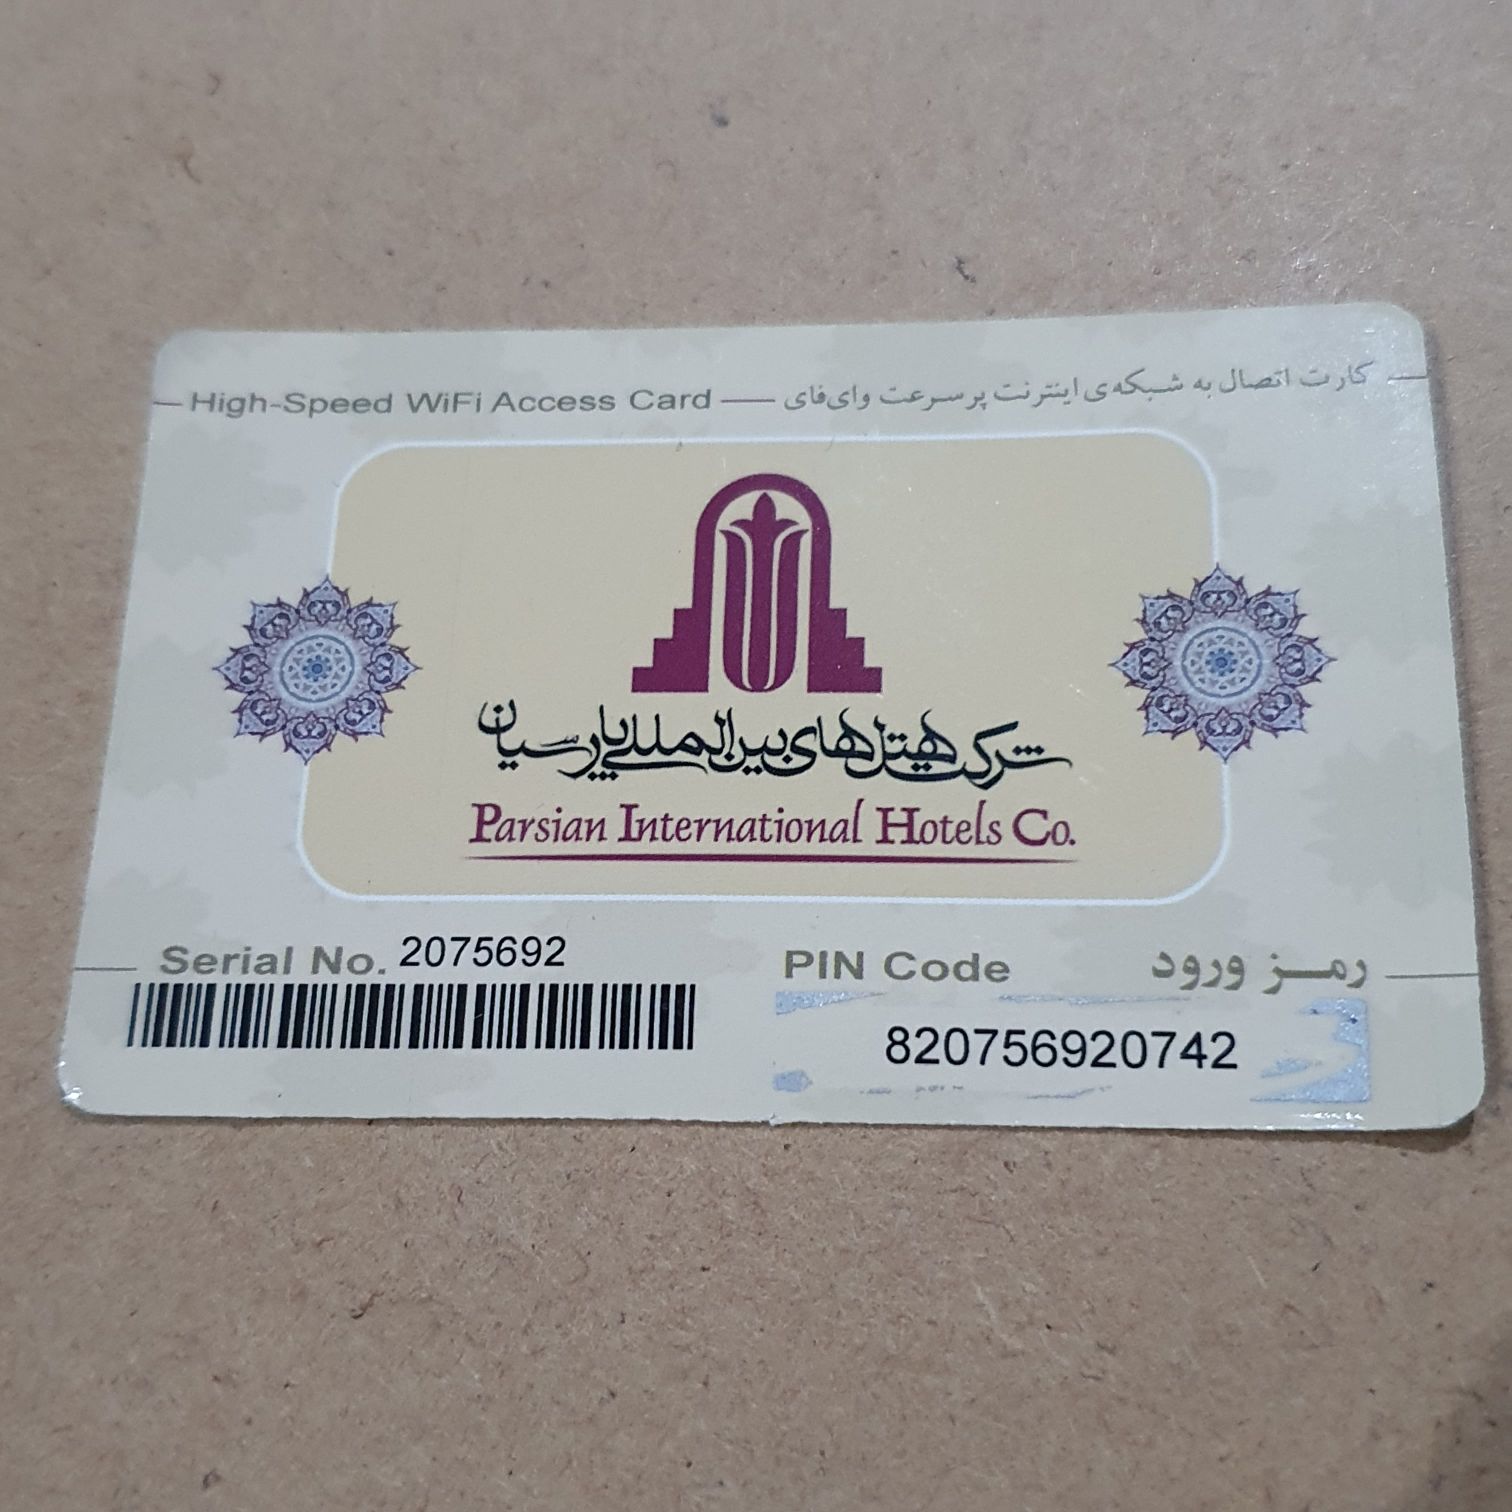 High-Speed WiFi Access Card
کارت اتصال به شبکه‌ی اینترنت پرسرعت وای‌فای
شرکت هتل‌های بین‌المللی پارسیان
Parsian International Hotels Co.
Serial No. 2075692
PIN Code رمز ورود
820756920742